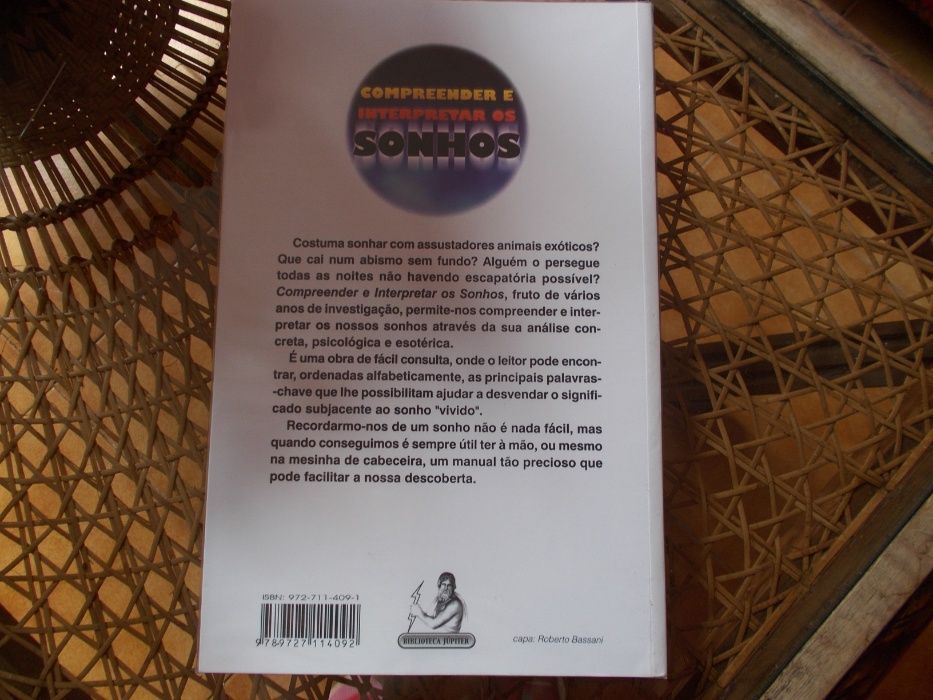 COMPREENDER E
INTERPRETAR OS
SONHOS
Costuma sonhar com assustadores animais exóticos?
Que cai num abismo sem fundo? Alguém o persegue
todas as noites não havendo escapatória possível?
Compreender e Interpretar os Sonhos, fruto de vários
anos de investigação, permite-nos compreender e inter-
pretar os nossos sonhos através da sua análise con-
creta, psicológica e esotérica.
É uma obra de fácil consulta, onde o leitor pode encon-
trar, ordenadas alfabeticamente, as principais palavras-
-chave que lhe possibilitam ajudar a desvendar o signifi-
cado subjacente ao sonho "vivido".
Recordarmo-nos de um sonho não é nada fácil, mas
quando conseguimos é sempre útil ter à mão, ou mesmo
na mesinha de cabeceira, um manual tão precioso que
pode facilitar a nossa descoberta.
ISBN: 972-711-409-1
9 789727 114092
BIBLIOTECA JÚPITER
capa: Roberto Bassani